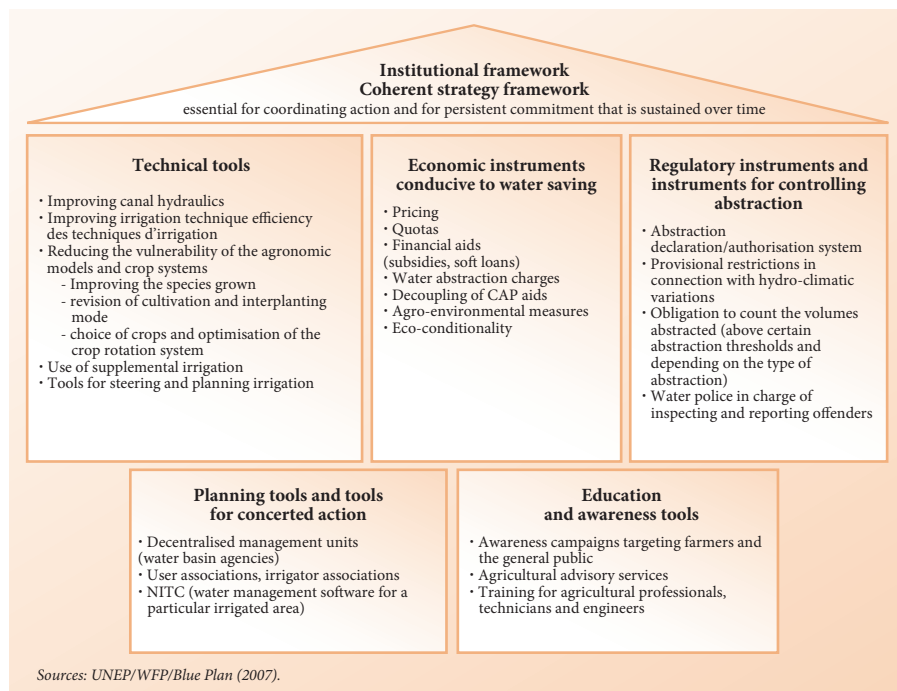 Institutional framework
Coherent strategy framework
essential for coordinating action and for persistent commitment that is sustained over time
Technical tools
· Improving canal hydraulics
· Improving irrigation technique efficiency
des techniques d'irrigation
· Reducing the vulnerability of the agronomic
models and crop systems
- Improving the species grown
- revision of cultivation and interplanting
mode
- choice of crops and optimisation of the
crop rotation system
· Use of supplemental irrigation
· Tools for steering and planning irrigation
Economic instruments
conducive to water saving
· Pricing
· Quotas
· Financial aids
(subsidies, soft loans)
· Water abstraction charges
· Decoupling of CAP aids
· Agro-environmental measures
· Eco-conditionality
Regulatory instruments and
instruments for controlling
abstraction
· Abstraction
declaration/authorisation system
· Provisional restrictions in
connection with hydro-climatic
variations
· Obligation to count the volumes
abstracted (above certain
abstraction thresholds and
depending on the type of
abstraction)
· Water police in charge of
inspecting and reporting offenders
Planning tools and tools
for concerted action
· Decentralised management units
(water basin agencies)
· User associations, irrigator associations
· NITC (water management software for a
particular irrigated area)
Education
and awareness tools
· Awareness campaigns targeting farmers and
the general public
· Agricultural advisory services
· Training for agricultural professionals,
technicians and engineers
Sources: UNEP/WFP/Blue Plan (2007).